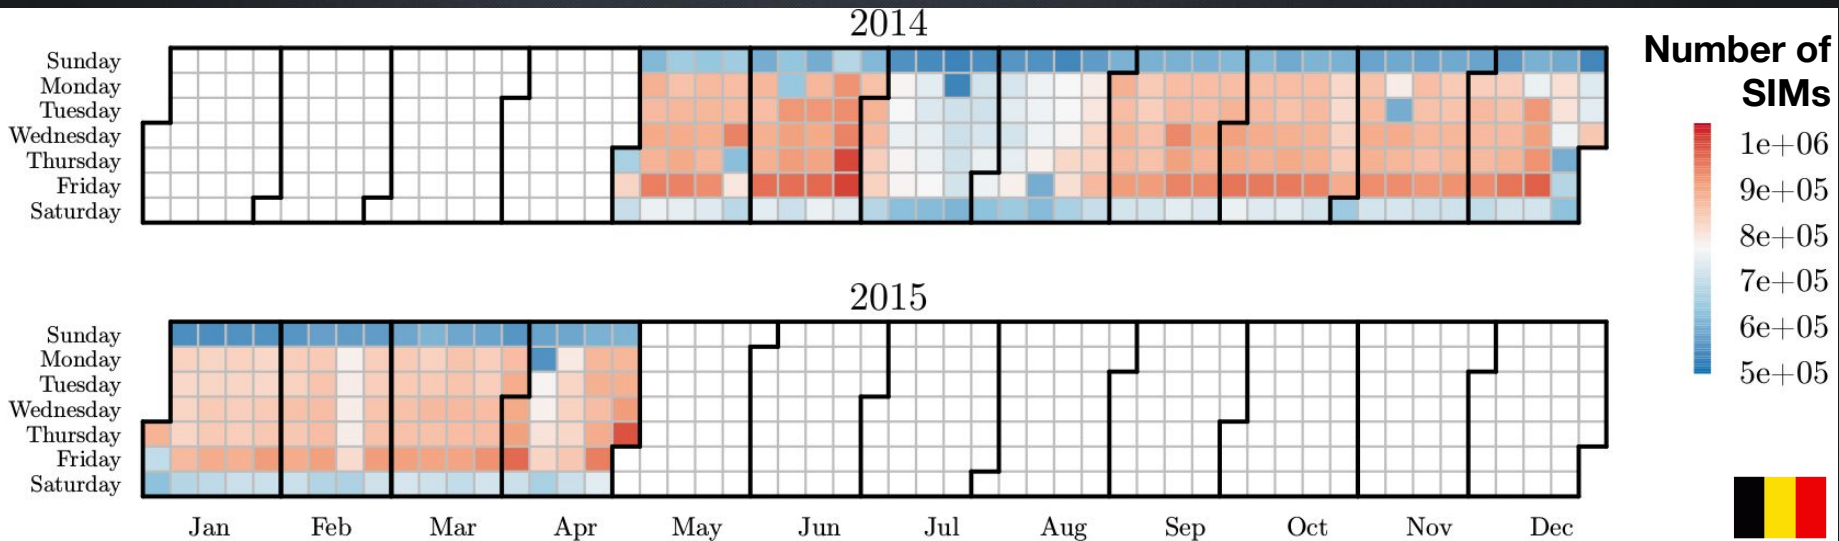 2014
Sunday
Monday
Tuesday
Wednesday
Thursday
Friday
Saturday
2015
Sunday
Monday
Tuesday
Wednesday
Thursday
Friday
Saturday
Jan Feb Mar Apr May Jun Jul Aug Sep Oct Nov Dec
Number of
SIMs
1e+06
9e+05
8e+05
7e+05
6e+05
5e+05